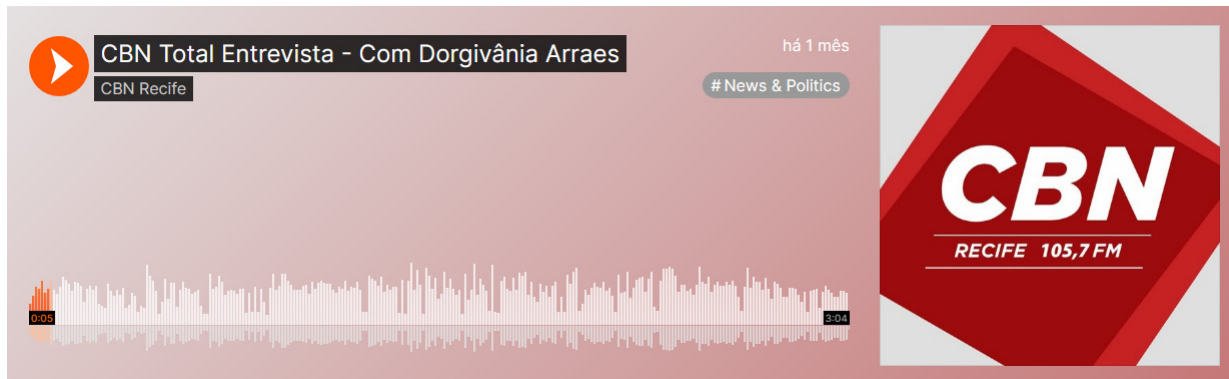 CBN Total Entrevista - Com Dorgivânia Arraes
CBN Recife
há 1 mês
# News & Politics
0:05
3:04
CBN
RECIFE 105,7 FM